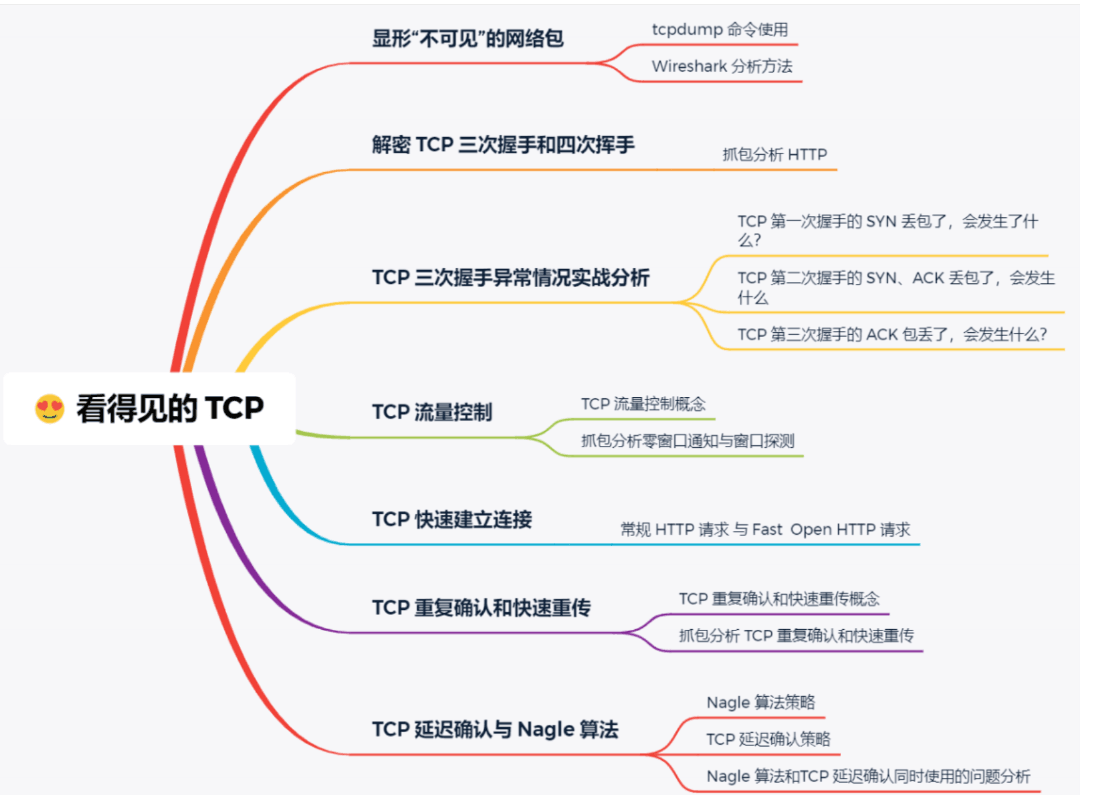 显形“不可见”的网络包
tcpdump 命令使用
Wireshark 分析方法
解密 TCP 三次握手和四次挥手
抓包分析 HTTP
TCP 三次握手异常情况实战分析
TCP 第一次握手的 SYN 丢包了，会发生了什
么？
TCP 第二次握手的 SYN、ACK 丢包了，会发生
什么
TCP 第三次握手的 ACK 包丢了，会发生什么？
看得见的 TCP
TCP 流量控制
TCP 流量控制概念
抓包分析零窗口通知与窗口探测
TCP 快速建立连接
常规 HTTP 请求 与 Fast Open HTTP 请求
TCP 重复确认和快速重传
TCP 重复确认和快速重传概念
抓包分析 TCP 重复确认和快速重传
TCP 延迟确认与 Nagle 算法
Nagle 算法策略
TCP 延迟确认策略
Nagle 算法和TCP 延迟确认同时使用的问题分析